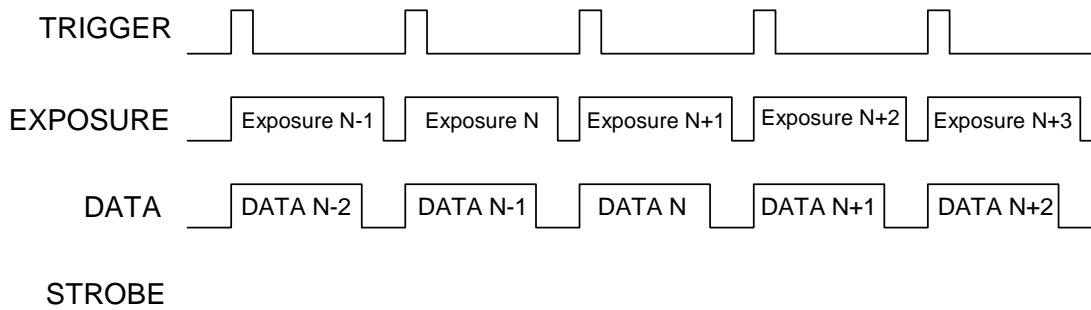 TRIGGER
EXPOSURE Exposure N-1 Exposure N Exposure N+1 Exposure N+2 Exposure N+3
DATA DATA N-2 DATA N-1 DATA N DATA N+1 DATA N+2
STROBE